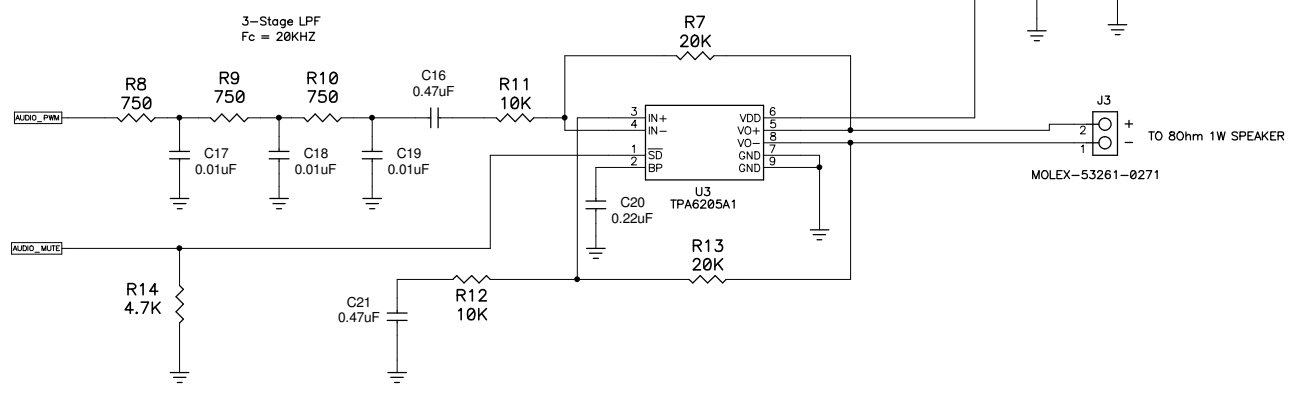 3-Stage LPF
Fc = 20KHZ
R7
20K
R8
750
R9
750
R10
750
C16
0.47uF
R11
10K
AUDIO_PWM
C17
0.01uF
C18
0.01uF
C19
0.01uF
3 IN+
4 IN-
1 SD
2 BP
VDD 6
VO+ 5
VO- 8
GND 7
GND 9
U3
TPA6205A1
C20
0.22uF
J3
2 +
1 -
TO 8Ohm 1W SPEAKER
MOLEX-53261-0271
AUDIO_MUTE
R14
4.7K
R13
20K
R12
10K
C21
0.47uF